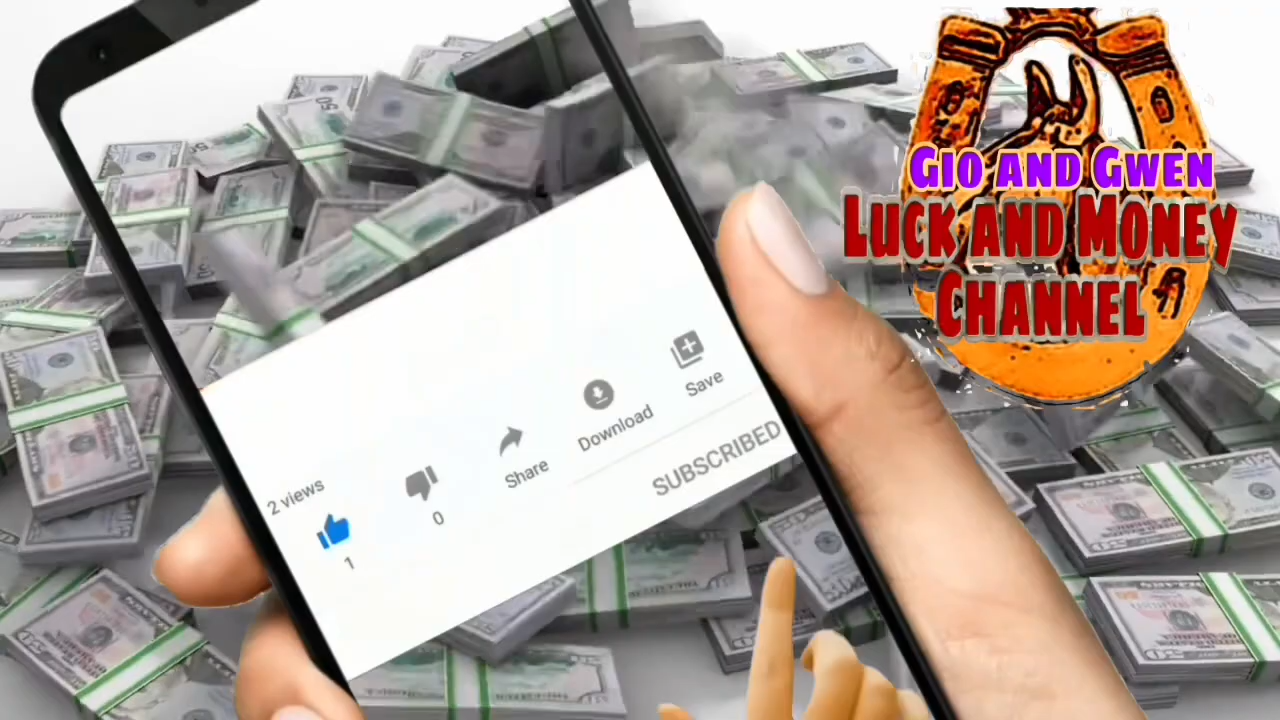 Gio and Gwen
Luck and Money
Channel
2 views
1
0
Share
Download
Save
SUBSCRIBED